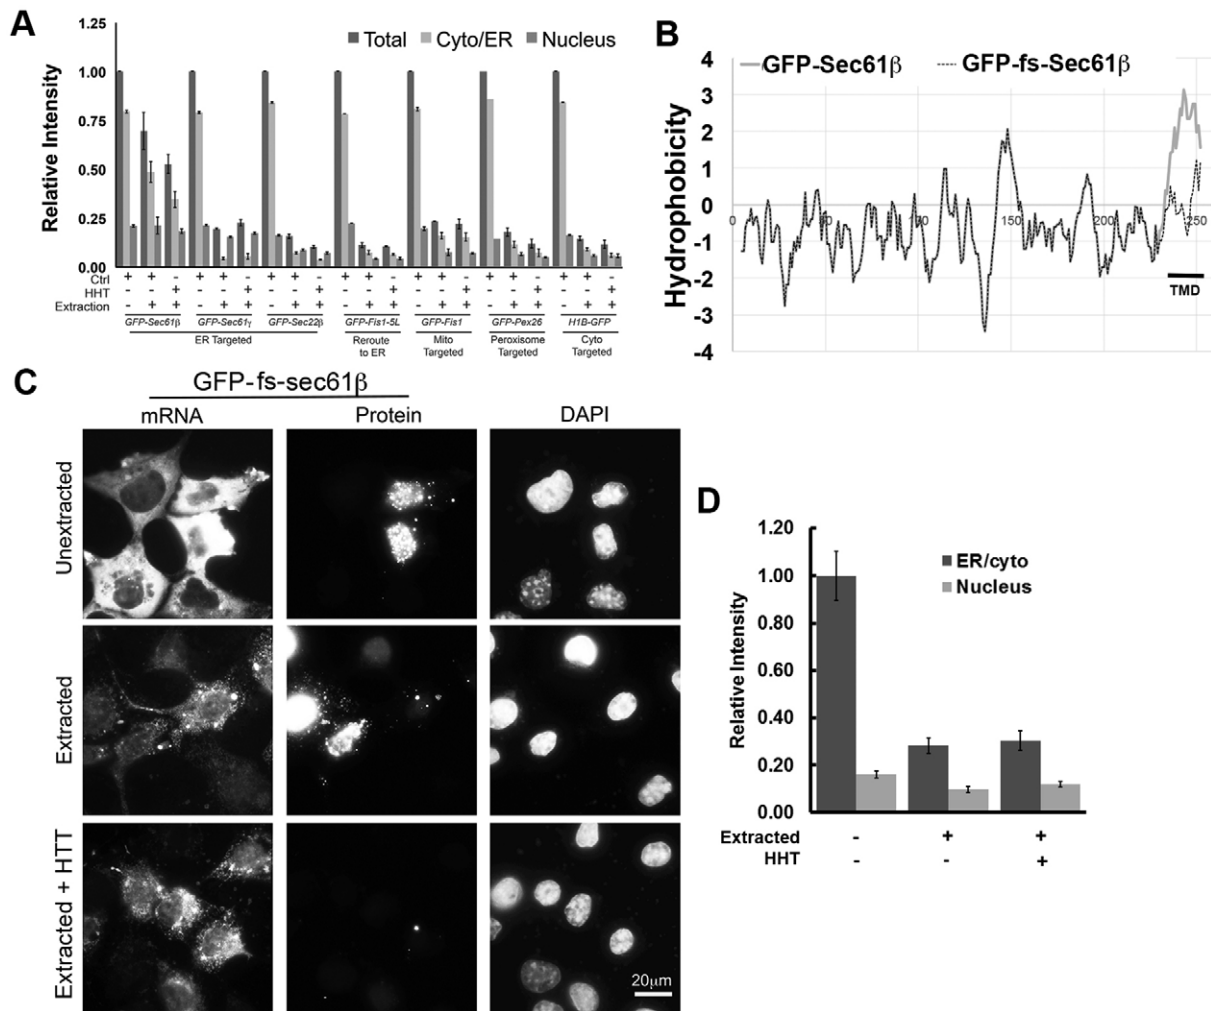 A
1.25
1.00
0.75
0.50
0.25
0.00
Relative Intensity
Total Cyto/ER Nucleus
Ctrl + + - + + - + + - + + - + + - + + - + + -
HHT - - + - - + - - + - - + - - + - - + - - +
Extraction - + + - + + - + + - + + - + + - + + - + +
GFP-Sec61β GFP-Sec61γ GFP-Sec22β GFP-Fis1-5L GFP-Fis1 GFP-Pex26 H1B-GFP
ER Targeted
Reroute to ER
Mito Targeted
Peroxisome Targeted
Cyto Targeted
B
GFP-Sec61β GFP-fs-Sec61β
4
3
2
1
0
-1
-2
-3
-4
Hydrophobicity
0 50 100 150 200 250
TMD
C
GFP-fs-sec61β
mRNA Protein DAPI
Unextracted
Extracted
Extracted + HTT
20μm
D
1.20
1.00
0.80
0.60
0.40
0.20
0.00
Relative Intensity
ER/cyto
Nucleus
Extracted - + +
HHT - - +